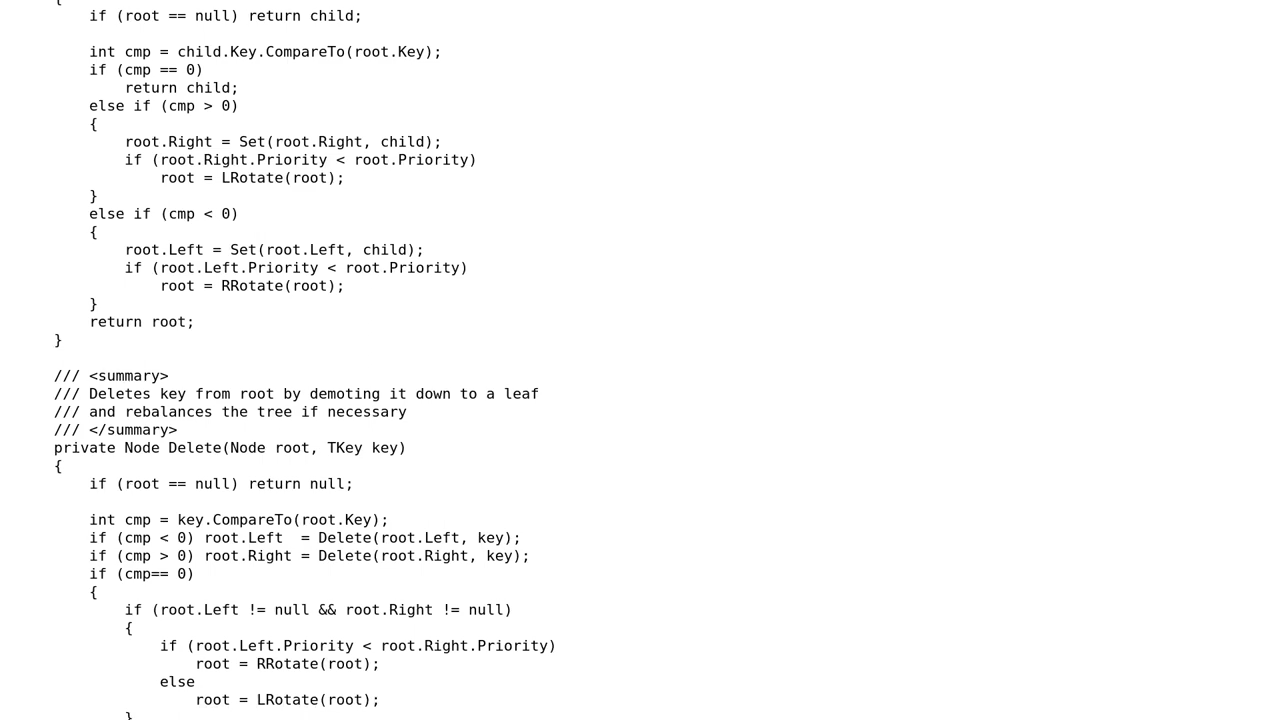 {
if (root == null) return child;
int cmp = child.Key.CompareTo(root.Key);
if (cmp == 0)
return child;
else if (cmp > 0)
{
root.Right = Set(root.Right, child);
if (root.Right.Priority < root.Priority)
root = LRotate(root);
}
else if (cmp < 0)
{
root.Left = Set(root.Left, child);
if (root.Left.Priority < root.Priority)
root = RRotate(root);
}
return root;
}
/// <summary>
/// Deletes key from root by demoting it down to a leaf
/// and rebalances the tree if necessary
/// </summary>
private Node Delete(Node root, TKey key)
{
if (root == null) return null;
int cmp = key.CompareTo(root.Key);
if (cmp < 0) root.Left  = Delete(root.Left, key);
if (cmp > 0) root.Right = Delete(root.Right, key);
if (cmp== 0)
{
if (root.Left != null && root.Right != null)
{
if (root.Left.Priority < root.Right.Priority)
root = RRotate(root);
else
root = LRotate(root);
}